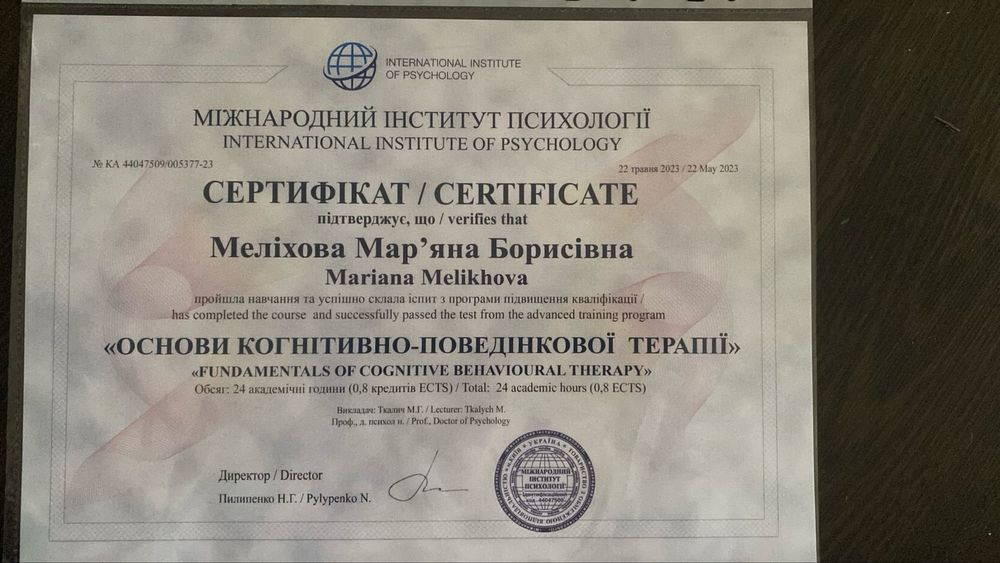 INTERNATIONAL INSTITUTE
OF PSYCHOLOGY
МІЖНАРОДНИЙ ІНСТИТУТ ПСИХОЛОГІЇ
INTERNATIONAL INSTITUTE OF PSYCHOLOGY
№ КА 44047509/005377-23
22 травня 2023 / 22 May 2023
СЕРТИФІКАТ / CERTIFICATE
підтверджує, що / verifies that
Меліхова Мар’яна Борисівна
Mariana Melikhova
пройшла навчання та успішно склала іспит з програми підвищення кваліфікації /
has completed the course and successfully passed the test from the advanced training program
«ОСНОВИ КОГНІТИВНО-ПОВЕДІНКОВОЇ ТЕРАПІЇ»
«FUNDAMENTALS OF COGNITIVE BEHAVIOURAL THERAPY»
Обсяг: 24 академічні години (0,8 кредитів ECTS) / Total: 24 academic hours (0,8 ECTS)
Викладач: Ткалич М.Г. / Lecturer: Tkalych M.
Проф., д. психол н. / Prof., Doctor of Psychology
Директор / Director
Пилипенко Н.Г. / Pylypenko N.
УКРАЇНА
МІЖНАРОДНИЙ
ІНСТИТУТ
ПСИХОЛОГІЇ
Ідентифікаційний
код 44047509